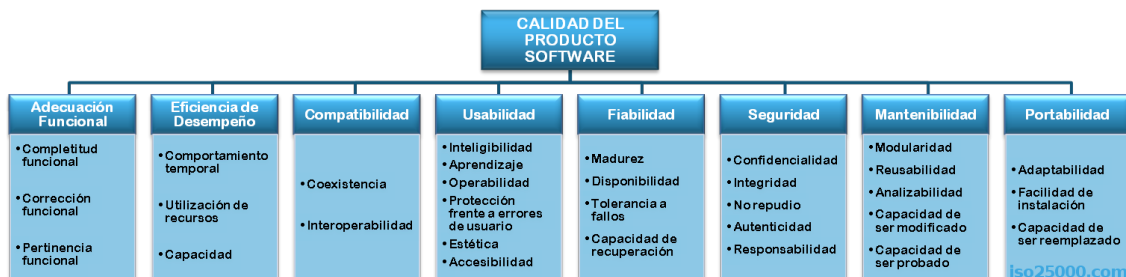 CALIDAD DEL
PRODUCTO
SOFTWARE
Adecuación
Funcional
• Completitud
funcional
• Corrección
funcional
• Pertinencia
funcional
Eficiencia de
Desempeño
• Comportamiento
temporal
• Utilización de
recursos
• Capacidad
Compatibilidad
• Coexistencia
• Interoperabilidad
Usabilidad
• Inteligibilidad
• Aprendizaje
• Operabilidad
• Protección
frente a errores
de usuario
• Estética
• Accesibilidad
Fiabilidad
• Madurez
• Disponibilidad
• Tolerancia a
fallos
• Capacidad de
recuperación
Seguridad
• Confidencialidad
• Integridad
• No repudio
• Autenticidad
• Responsabilidad
Mantenibilidad
• Modularidad
• Reusabilidad
• Analizabilidad
• Capacidad de
ser modificado
• Capacidad de
ser probado
Portabilidad
• Adaptabilidad
• Facilidad de
instalación
• Capacidad de
ser reemplazado
iso25000.com